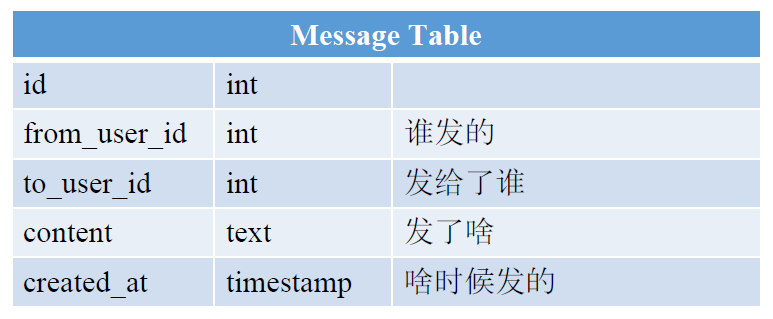 Message Table
id int
from_user_id int 谁发的
to_user_id int 发给了谁
content text 发了啥
created_at timestamp 啥时候发的